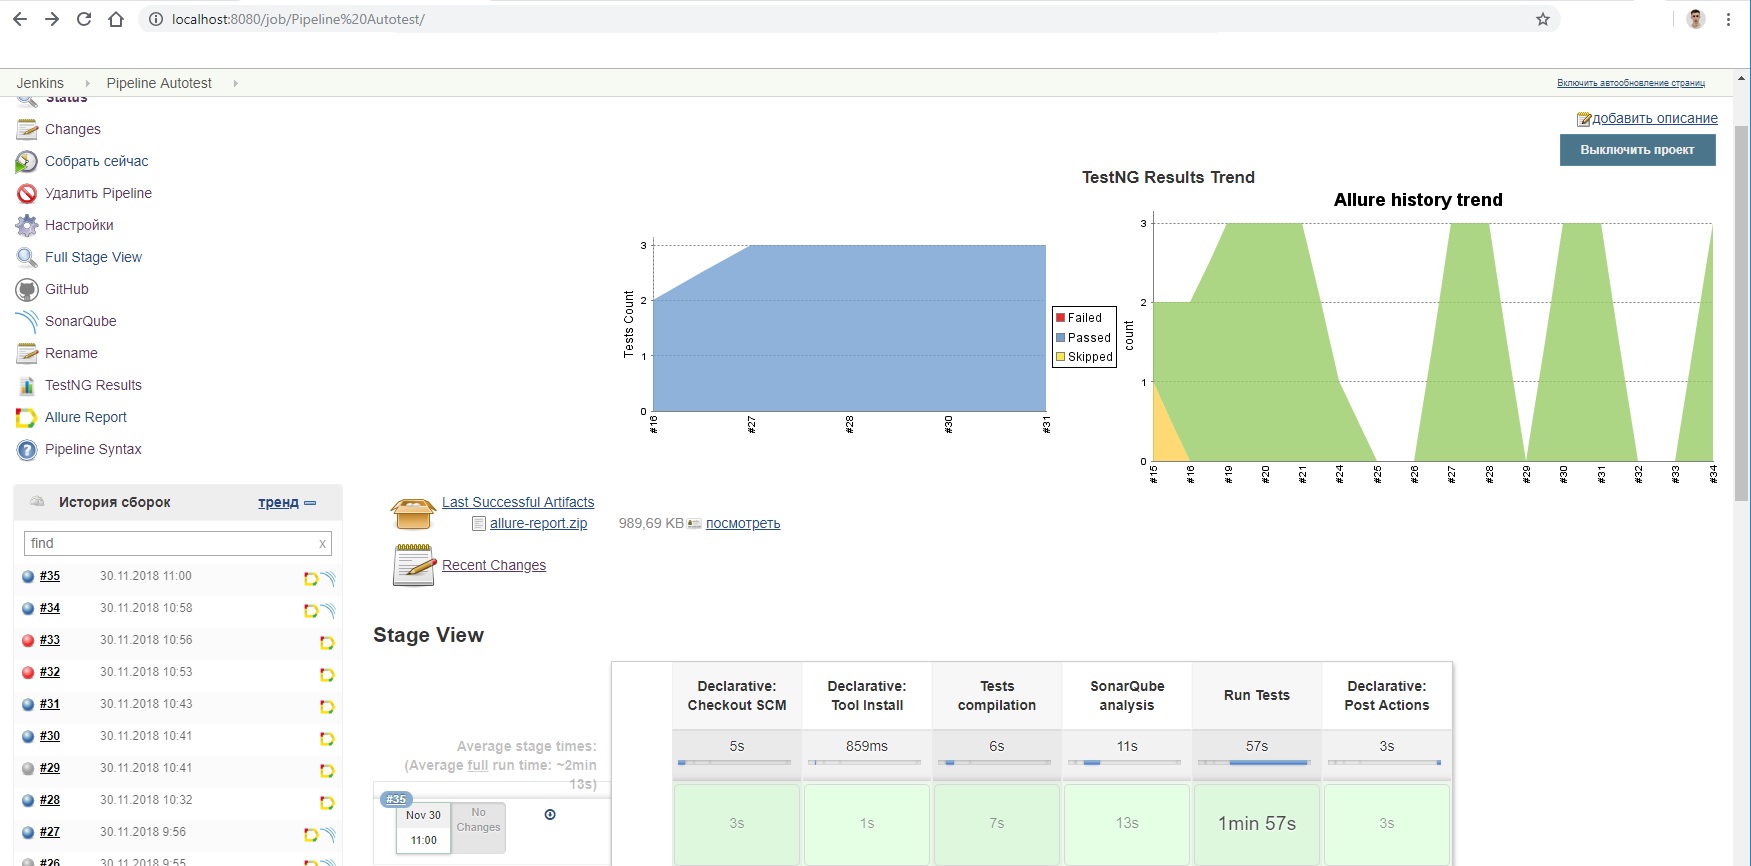 localhost:8080/job/Pipeline%20Autotest/
Jenkins
Pipeline Autotest
Включить автообновление страниц
Status
Changes
Собрать сейчас
Удалить Pipeline
Настройки
Full Stage View
GitHub
SonarQube
Rename
TestNG Results
Allure Report
Pipeline Syntax
добавить описание
Выключить проект
TestNG Results Trend
3
2
1
0
Tests Count
#16
#27
#28
#30
#31
Failed
Passed
Skipped
Allure history trend
3
2
1
0
count
#15
#16
#19
#20
#21
#24
#25
#26
#27
#28
#29
#30
#31
#32
#33
#34
История сборок
тренд
find x
#35 30.11.2018 11:00
#34 30.11.2018 10:58
#33 30.11.2018 10:56
#32 30.11.2018 10:53
#31 30.11.2018 10:43
#30 30.11.2018 10:41
#29 30.11.2018 10:41
#28 30.11.2018 10:32
#27 30.11.2018 9:56
#26 30.11.2018 9:55
Last Successful Artifacts
allure-report.zip 989,69 KB посмотреть
Recent Changes
Stage View
Declarative:
Checkout SCM
Declarative:
Tool Install
Tests
compilation
SonarQube
analysis
Run Tests
Declarative:
Post Actions
Average stage times:
(Average full run time: ~2min
13s)
5s
859ms
6s
11s
57s
3s
#35
Nov 30
11:00
No
Changes
3s
1s
7s
13s
1min 57s
3s